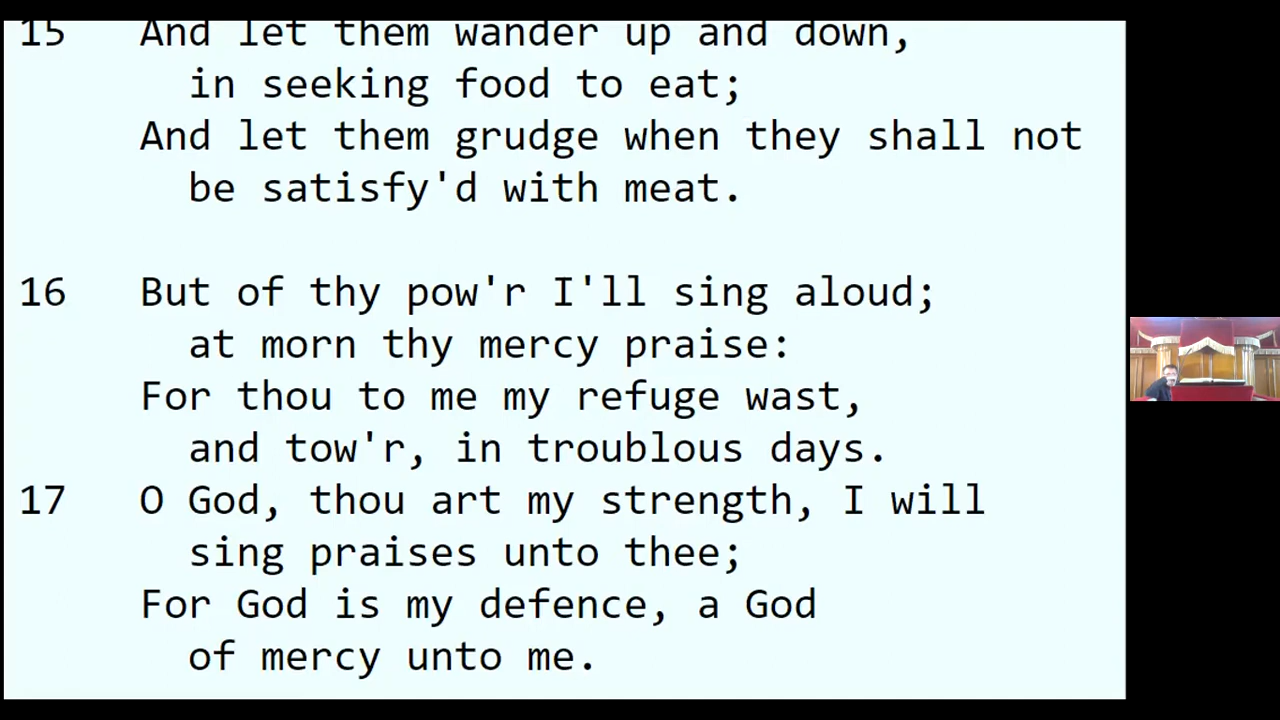 15 And let them wander up and down,
in seeking food to eat;
And let them grudge when they shall not
be satisfy'd with meat.
16 But of thy pow'r I'll sing aloud;
at morn thy mercy praise:
For thou to me my refuge wast,
and tow'r, in troublous days.
17 O God, thou art my strength, I will
sing praises unto thee;
For God is my defence, a God
of mercy unto me.